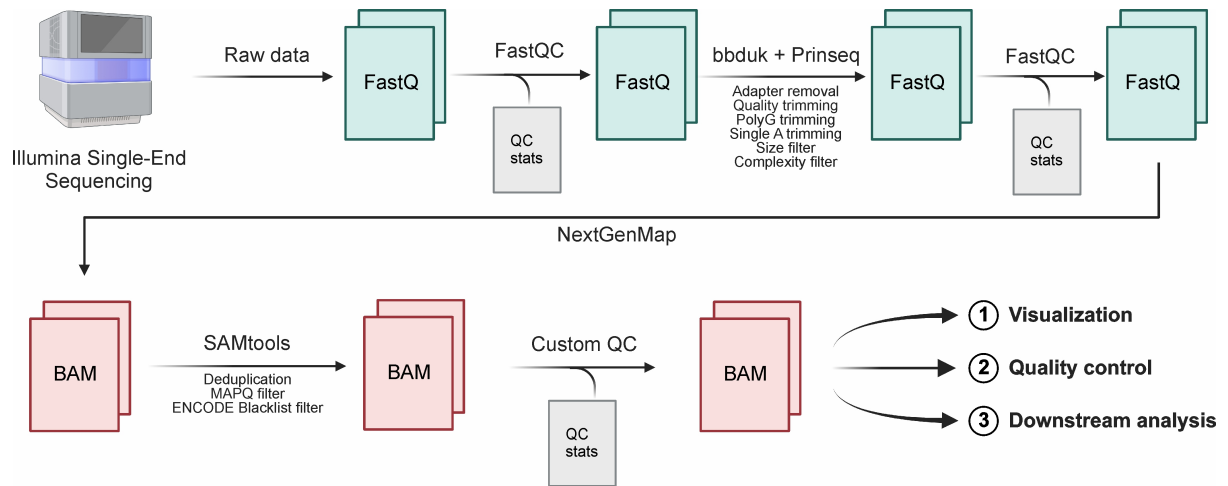 Illumina Single-End
Sequencing
Raw data
FastQ
FastQC
QC
stats
FastQ
bbduk + Prinseq
Adapter removal
Quality trimming
PolyG trimming
Single A trimming
Size filter
Complexity filter
FastQ
FastQC
QC
stats
FastQ
NextGenMap
BAM
SAMtools
Deduplication
MAPQ filter
ENCODE Blacklist filter
BAM
Custom QC
QC
stats
BAM
1 Visualization
2 Quality control
3 Downstream analysis